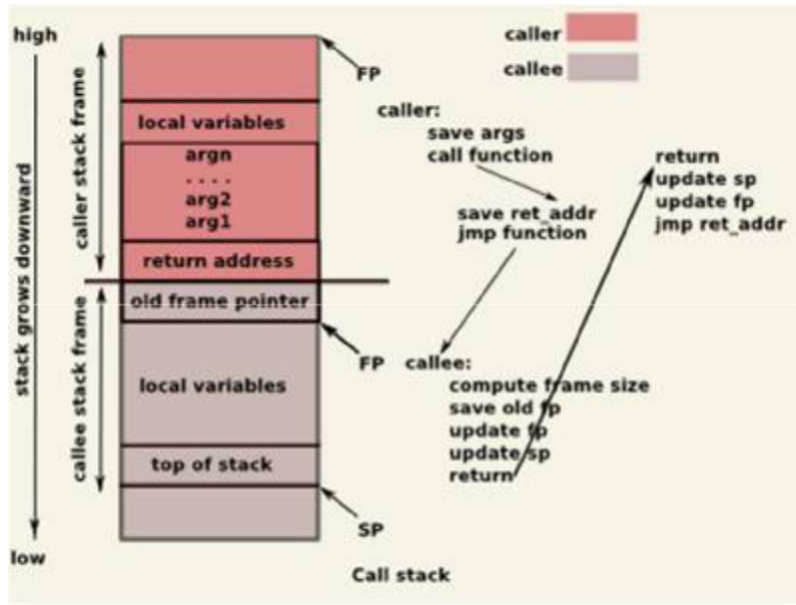 high
stack grows downward
low
caller stack frame
callee stack frame
local variables
argn
. . . .
arg2
arg1
return address
old frame pointer
local variables
top of stack
FP
FP
SP
caller
callee
caller:
save args
call function
save ret_addr
jmp function
callee:
compute frame size
save old fp
update fp
update sp
return
return
update sp
update fp
jmp ret_addr
Call stack